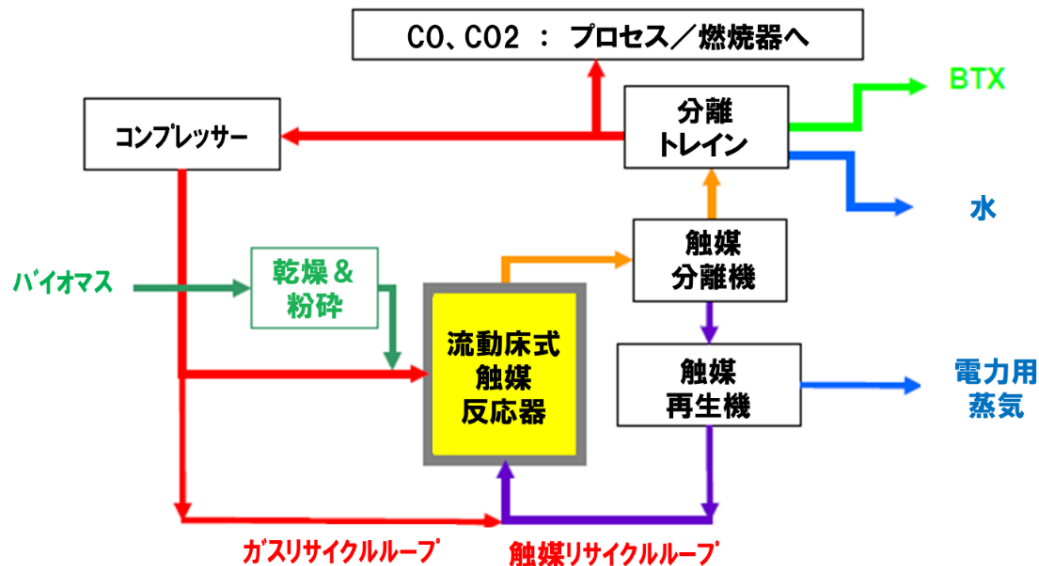 CO、CO2 ： プロセス／燃焼器へ
BTX
コンプレッサー
分離
トレイン
水
触媒
分離機
バイオマス
乾燥＆
粉砕
流動床式
触媒
反応器
触媒
再生機
電力用
蒸気
ガスリサイクルループ
触媒リサイクルループ